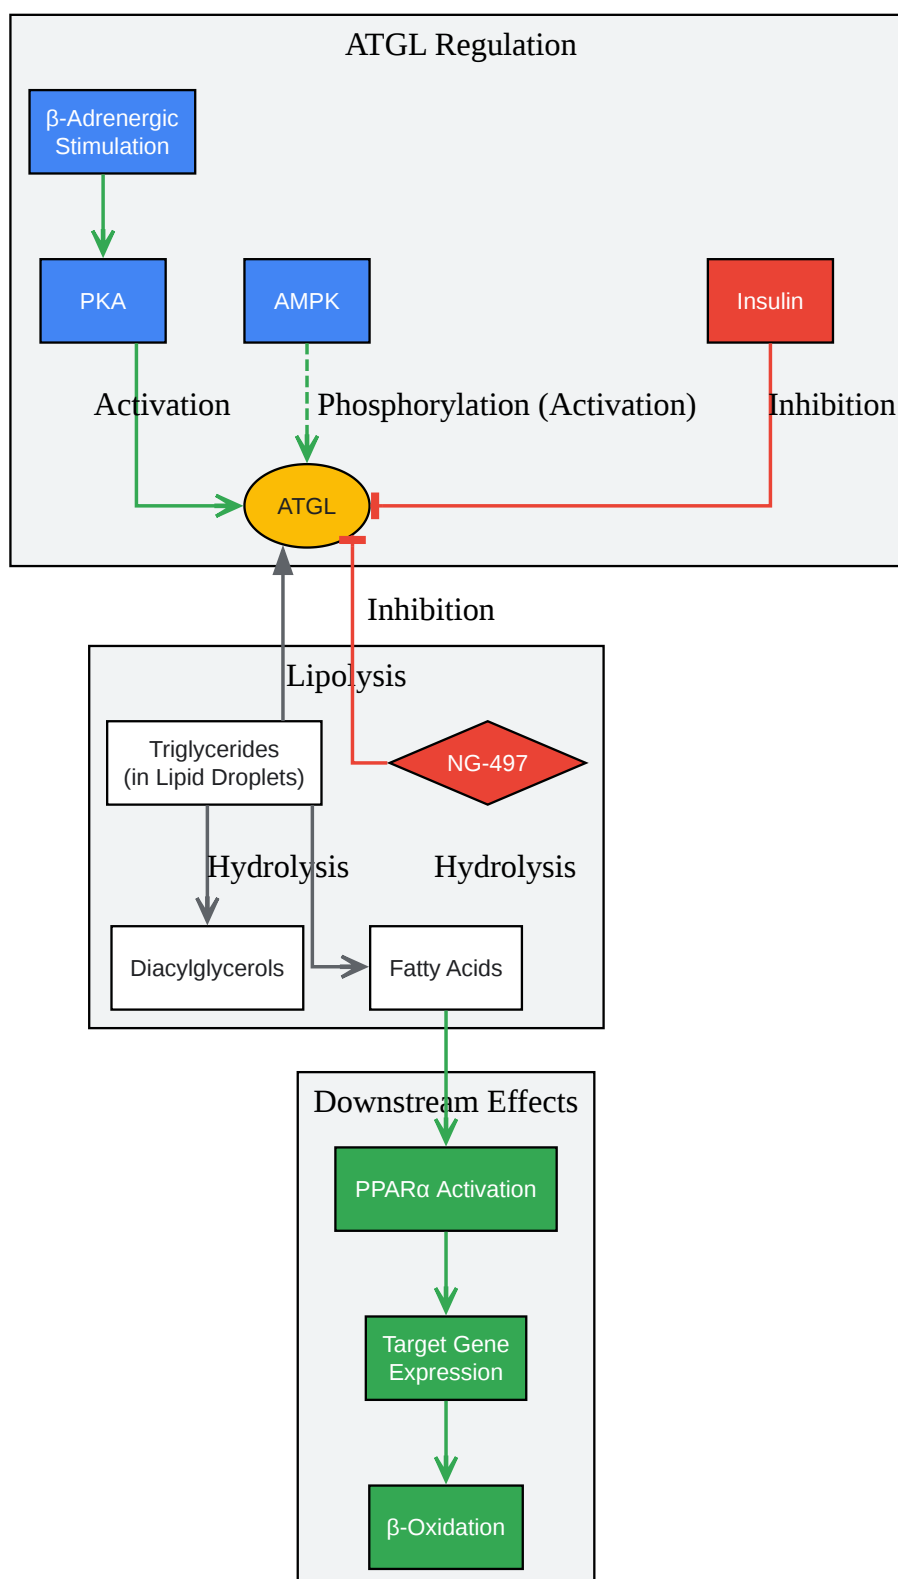 ATGL Regulation
β-Adrenergic
Stimulation
PKA
AMPK
Insulin
Activation
Phosphorylation (Activation)
Inhibition
ATGL
Inhibition
Lipolysis
Triglycerides
(in Lipid Droplets)
NG-497
Hydrolysis
Hydrolysis
Diacylglycerols
Fatty Acids
Downstream Effects
PPARα Activation
Target Gene
Expression
β-Oxidation